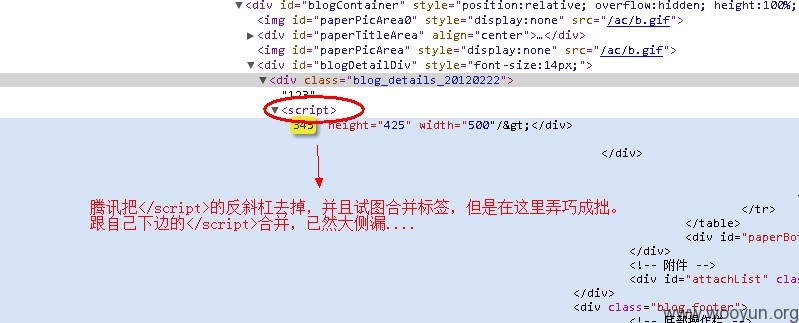 ▼<div id="blogContainer" style="position:relative; overflow:hidden; height:100%;
<img id="paperPicArea0" style="display:none" src="/ac/b.gif">
▶<div id="paperTitleArea" align="center">…</div>
<img id="paperPicArea" style="display:none" src="/ac/b.gif">
▼<div id="blogDetailDiv" style="font-size:14px;">
▼<div class="blog_details_20120222">
"123"
▼<script>
345" height="425" width="500"/&gt;</div>
</div>
腾讯把</script>的反斜杠去掉，并且试图合并标签，但是在这里弄巧成拙。
</tr>
跟自己下边的</script>合并，已然大侧漏....
</table>
<div id="paperBot
</div>
<!-- 附件 -->
<div id="attachList" clas
</div>
<div class="blog_footer">
<!-- 底部操作栏 -->
www.wooyun.org